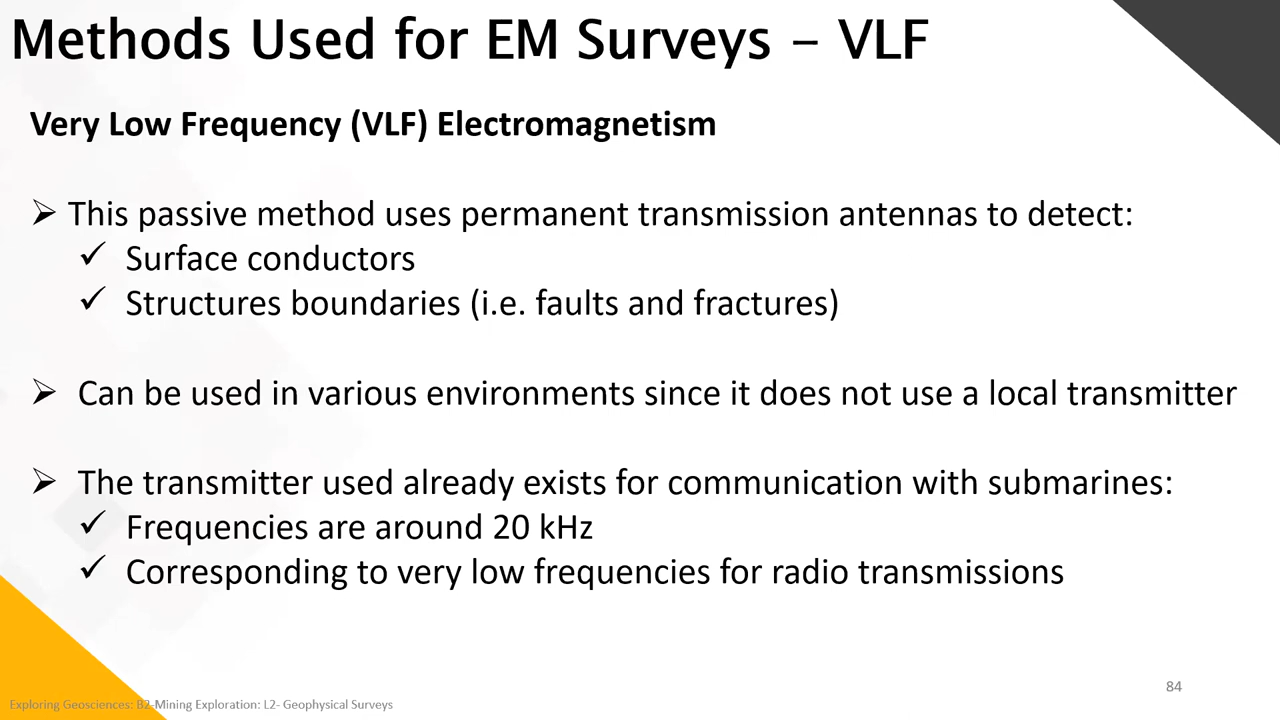 Methods Used for EM Surveys – VLF
Very Low Frequency (VLF) Electromagnetism
➢ This passive method uses permanent transmission antennas to detect:
✓ Surface conductors
✓ Structures boundaries (i.e. faults and fractures)
➢ Can be used in various environments since it does not use a local transmitter
➢ The transmitter used already exists for communication with submarines:
✓ Frequencies are around 20 kHz
✓ Corresponding to very low frequencies for radio transmissions
84
Exploring Geosciences: B2-Mining Exploration: L2- Geophysical Surveys